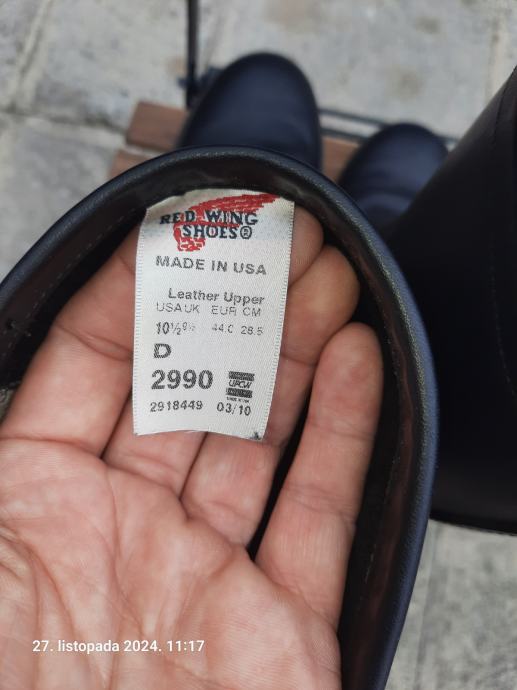 RED WING
SHOES®
MADE IN USA
Leather Upper
USA UK EUR CM
10½ 9½ 44.0 28.5
D
2990
UFCW
2918449 03/10
27. listopada 2024. 11:17